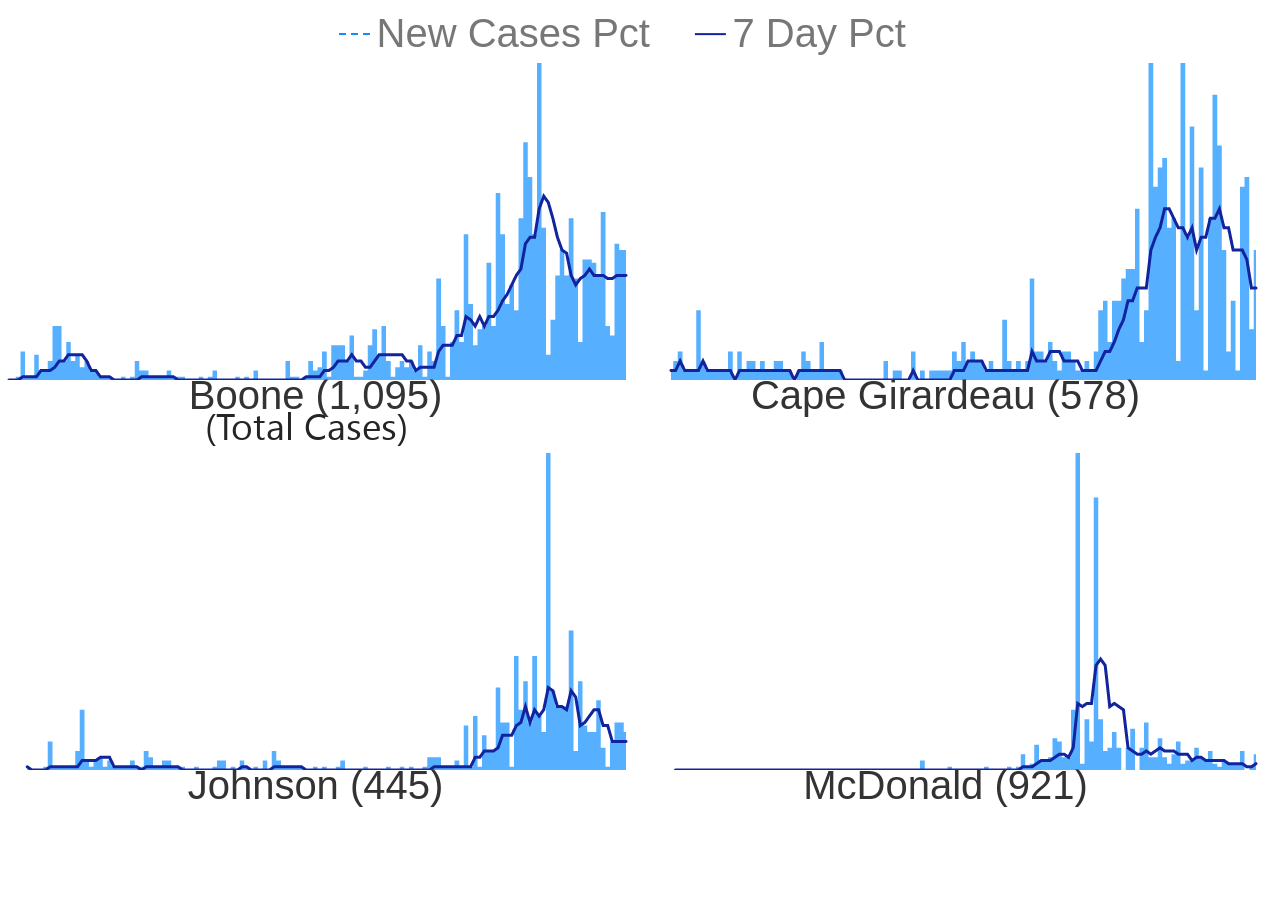 New Cases Pct 7 Day Pct
Boone (1,095)
(Total Cases)
Cape Girardeau (578)
Johnson (445)
McDonald (921)